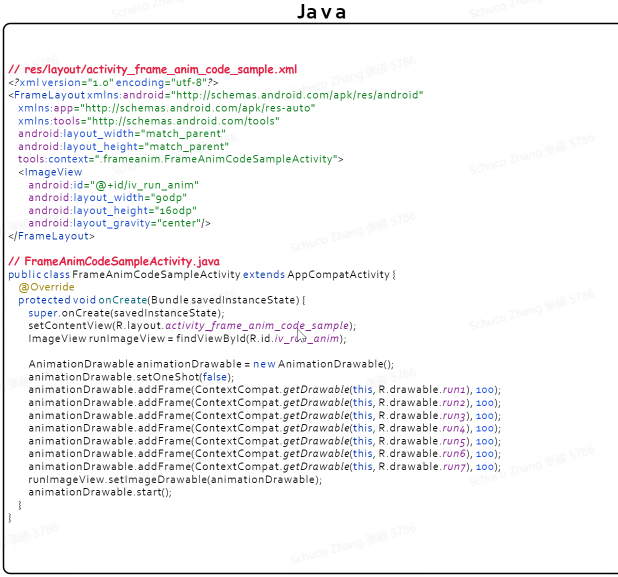 Java
// res/layout/activity_frame_anim_code_sample.xml
<?xml version="1.0" encoding="utf-8"?>
<FrameLayout xmlns:android="http://schemas.android.com/apk/res/android"
    xmlns:app="http://schemas.android.com/apk/res-auto"
    xmlns:tools="http://schemas.android.com/tools"
    android:layout_width="match_parent"
    android:layout_height="match_parent"
    tools:context=".frameanim.FrameAnimCodeSampleActivity">
    <ImageView
        android:id="@+id/iv_run_anim"
        android:layout_width="90dp"
        android:layout_height="160dp"
        android:layout_gravity="center"/>
</FrameLayout>
// FrameAnimCodeSampleActivity.java
public class FrameAnimCodeSampleActivity extends AppCompatActivity {
    @Override
    protected void onCreate(Bundle savedInstanceState) {
        super.onCreate(savedInstanceState);
        setContentView(R.layout.activity_frame_anim_code_sample);
        ImageView runImageView = findViewById(R.id.iv_run_anim);
        AnimationDrawable animationDrawable = new AnimationDrawable();
        animationDrawable.setOneShot(false);
        animationDrawable.addFrame(ContextCompat.getDrawable(this, R.drawable.run1), 100);
        animationDrawable.addFrame(ContextCompat.getDrawable(this, R.drawable.run2), 100);
        animationDrawable.addFrame(ContextCompat.getDrawable(this, R.drawable.run3), 100);
        animationDrawable.addFrame(ContextCompat.getDrawable(this, R.drawable.run4), 100);
        animationDrawable.addFrame(ContextCompat.getDrawable(this, R.drawable.run5), 100);
        animationDrawable.addFrame(ContextCompat.getDrawable(this, R.drawable.run6), 100);
        animationDrawable.addFrame(ContextCompat.getDrawable(this, R.drawable.run7), 100);
        runImageView.setImageDrawable(animationDrawable);
        animationDrawable.start();
    }
}
Schuco Zhang 5786